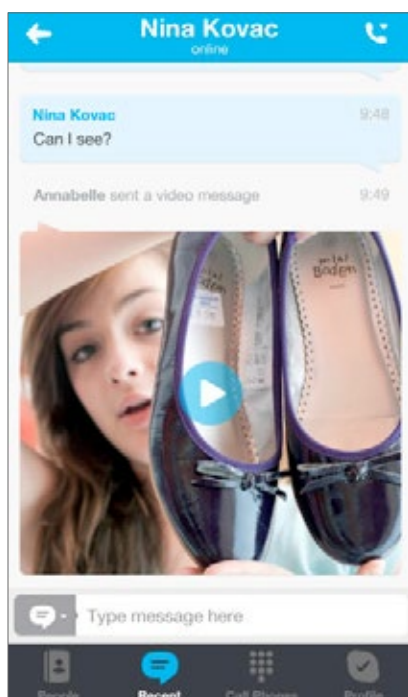 Nina Kovac
online
Nina Kovac 9:48
Can I see?
Annabelle sent a video message 9:49
mini
Boden
Type message here
People Recent Call Phones Profile